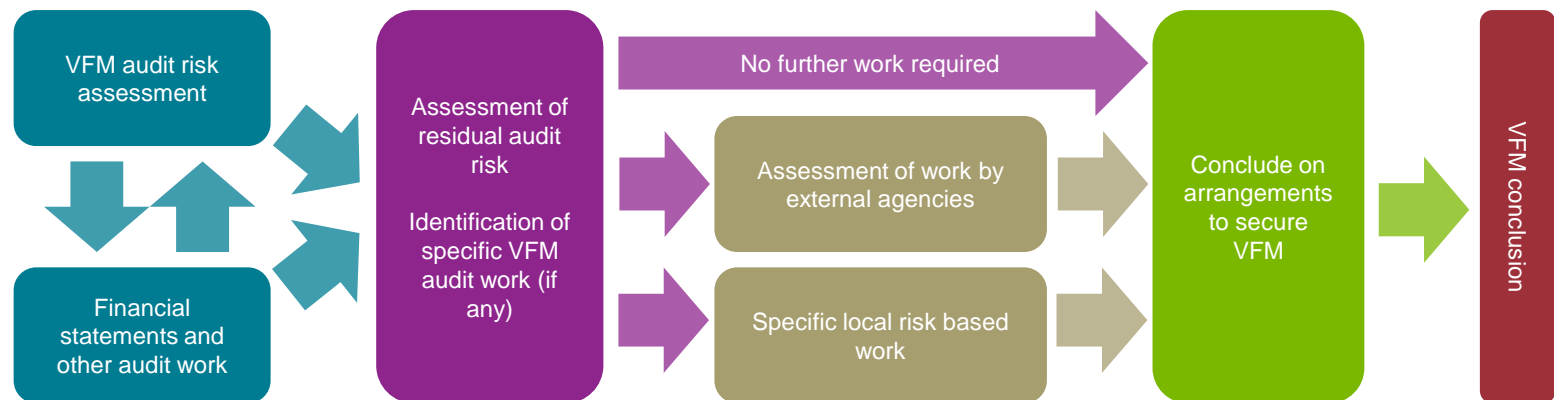 VFM audit risk
assessment
Financial
statements and
other audit work
Assessment of
residual audit
risk
Identification of
specific VFM
audit work (if
any)
No further work required
Assessment of work by
external agencies
Specific local risk based
work
Conclude on
arrangements
to secure
VFM
VFM conclusion